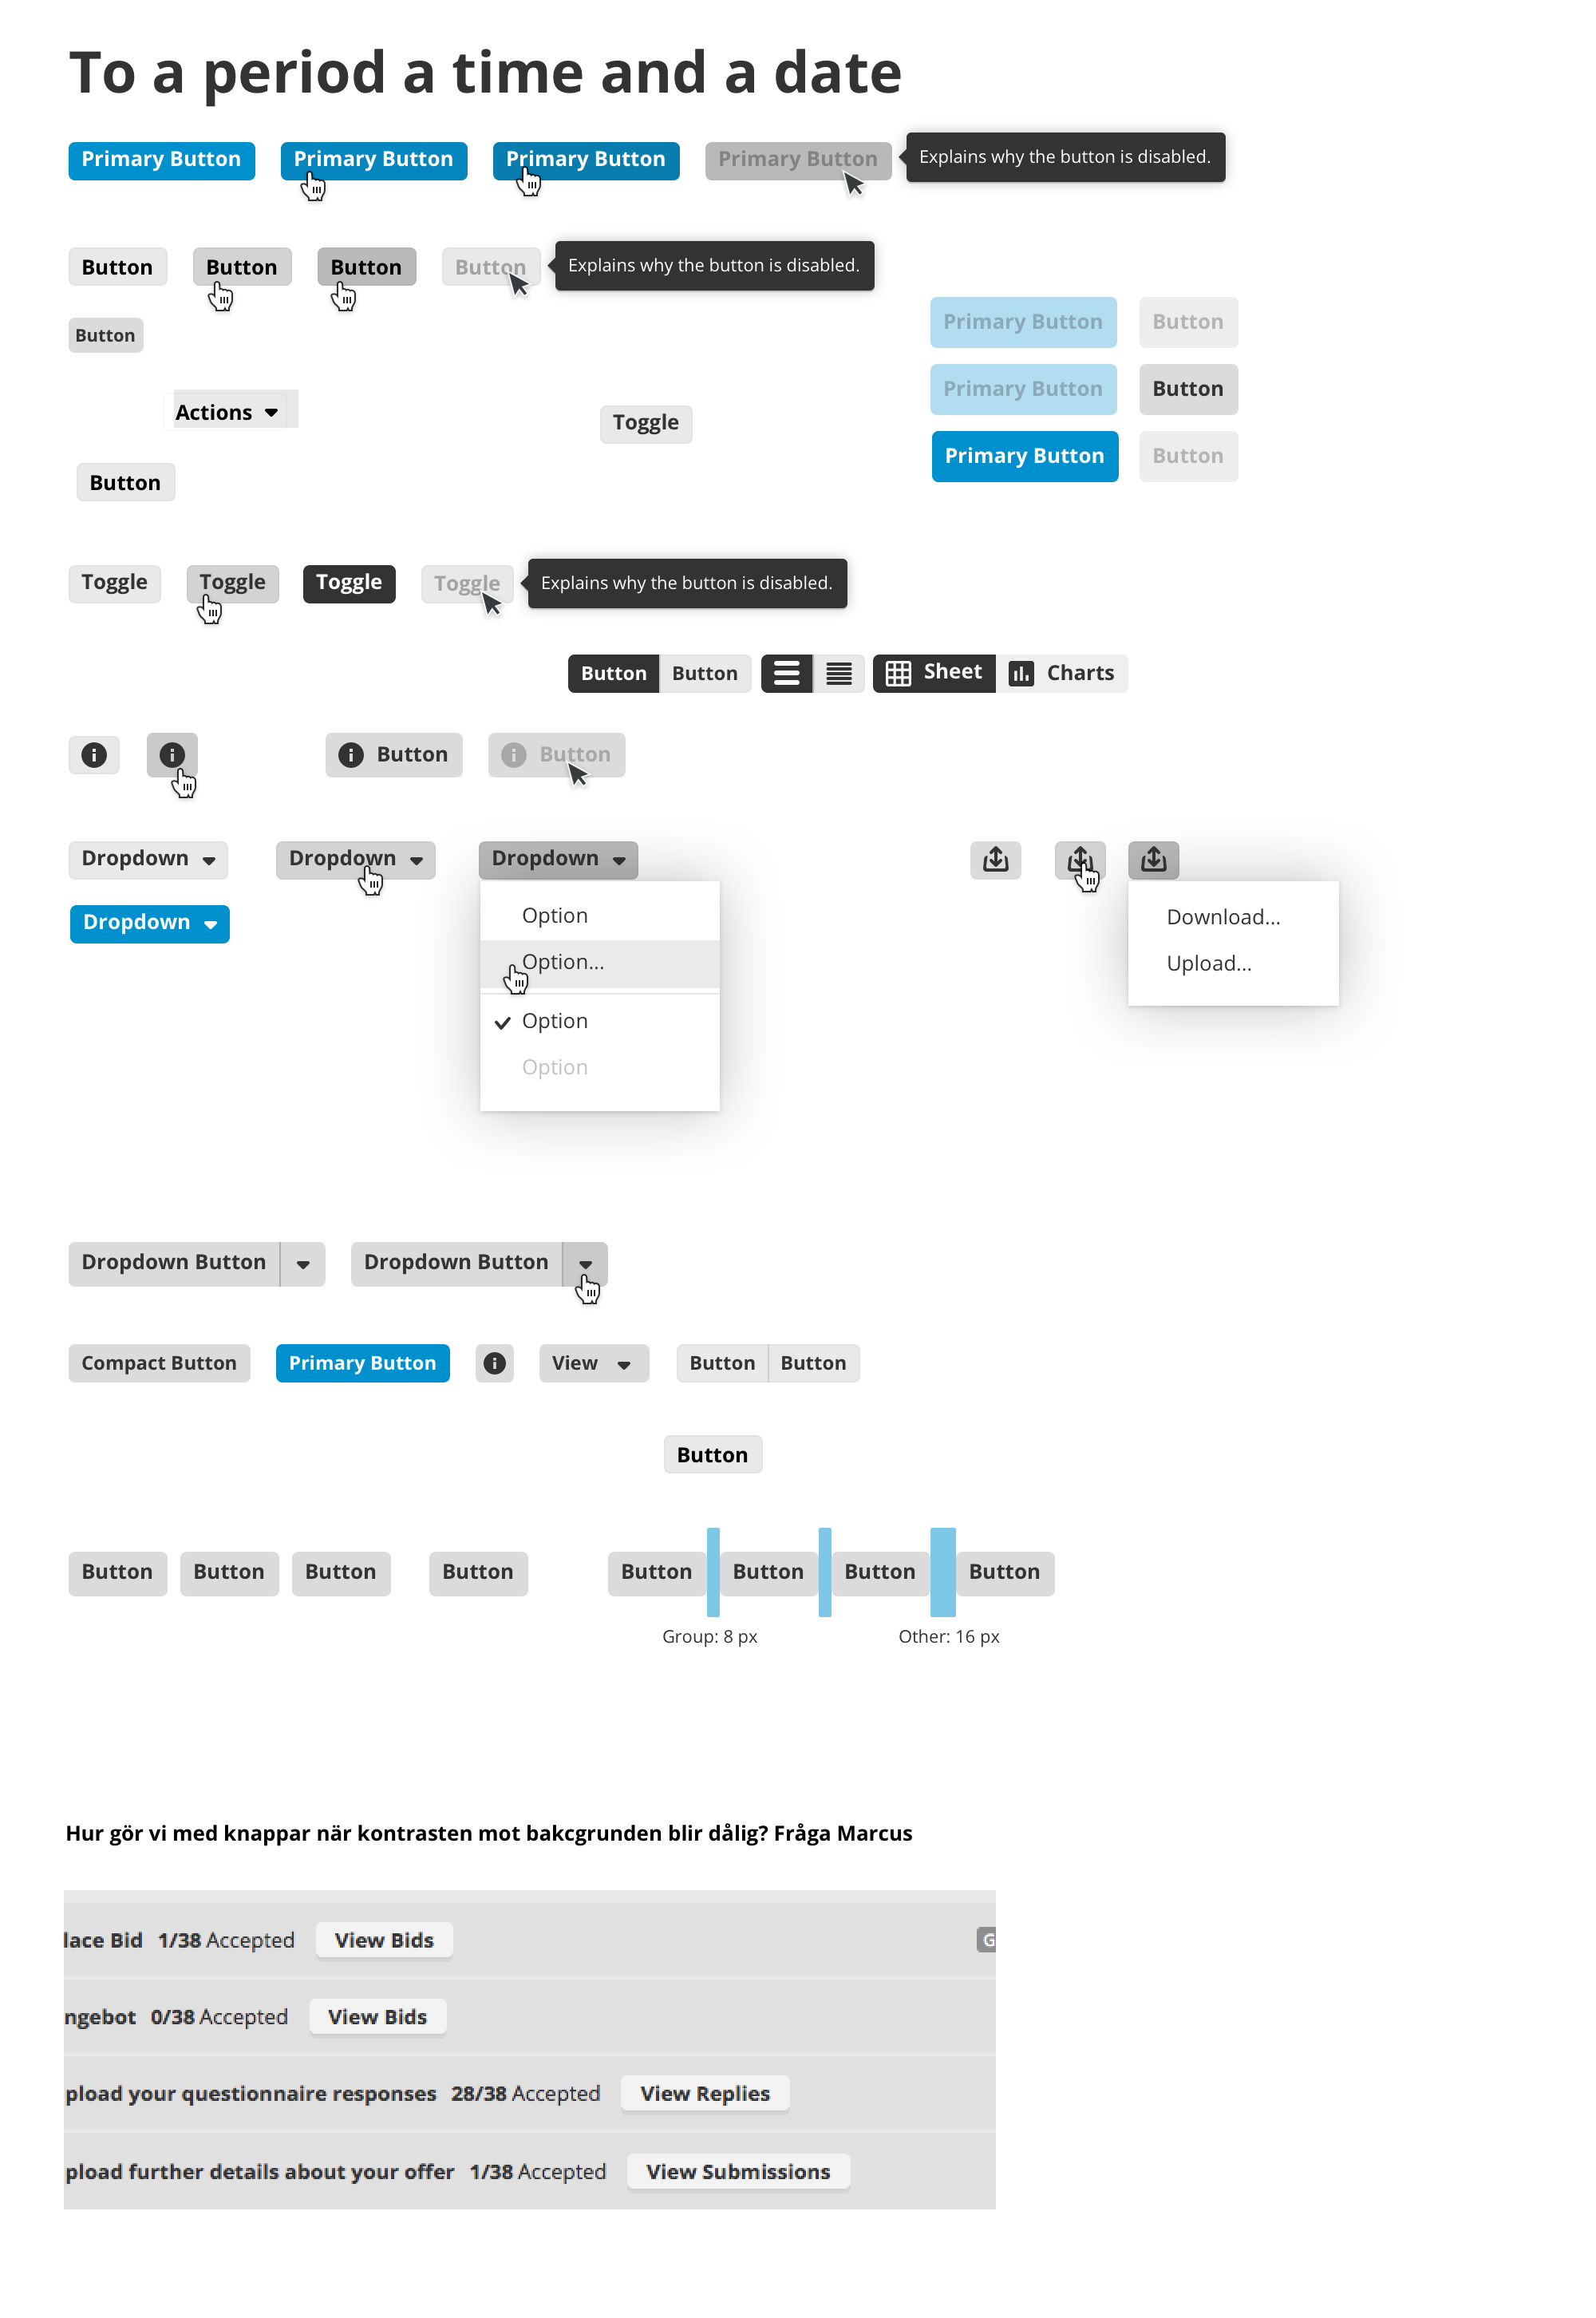 To a period a time and a date
Primary Button Primary Button Primary Button Primary Button Explains why the button is disabled.
Button Button Button Button Explains why the button is disabled.
Primary Button Button
Button
Primary Button Button
Actions
Toggle
Primary Button Button
Button
Toggle Toggle Toggle Toggle Explains why the button is disabled.
Button Button Sheet Charts
Button Button
Dropdown Dropdown Dropdown
Dropdown
Option
Option...
Option
Option
Download...
Upload...
Dropdown Button Dropdown Button
Compact Button Primary Button View Button Button
Button
Button Button Button Button Button Button Button Button
Group: 8 px Other: 16 px
Hur gör vi med knappar när kontrasten mot bakcgrunden blir dålig? Fråga Marcus
lace Bid 1/38 Accepted View Bids G
ngebot 0/38 Accepted View Bids
pload your questionnaire responses 28/38 Accepted View Replies
pload further details about your offer 1/38 Accepted View Submissions